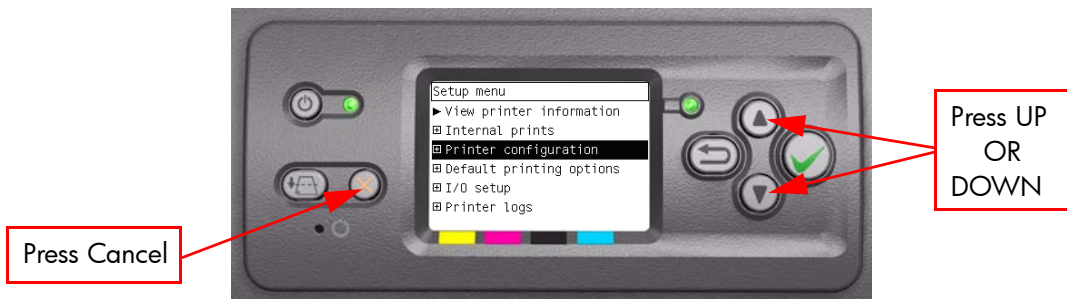 Setup menu
View printer information
Internal prints
Printer configuration
Default printing options
I/O setup
Printer logs
Press UP
OR
DOWN
Press Cancel